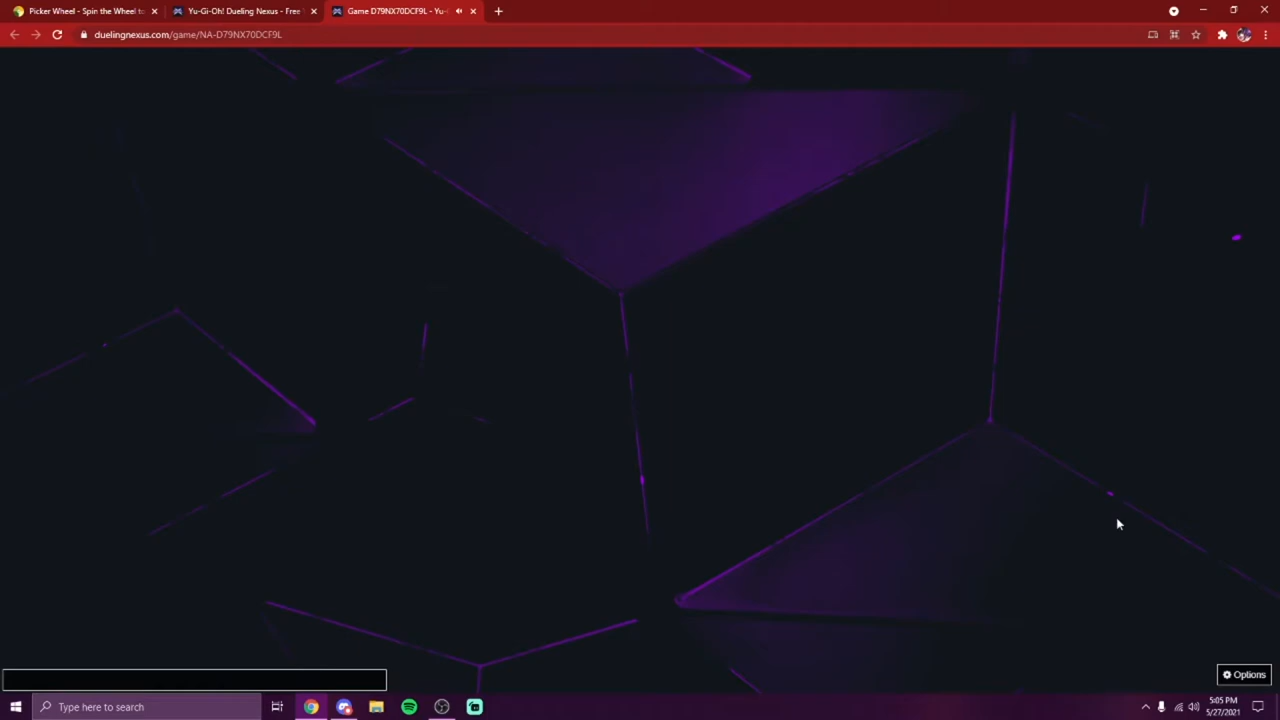 Picker Wheel - Spin the Wheel to
Yu-Gi-Oh! Dueling Nexus - Free
Game D79NX70DCF9L - Yu-
duelingnexus.com/game/NA-D79NX70DCF9L
Options
Type here to search
5:05 PM
5/27/2021